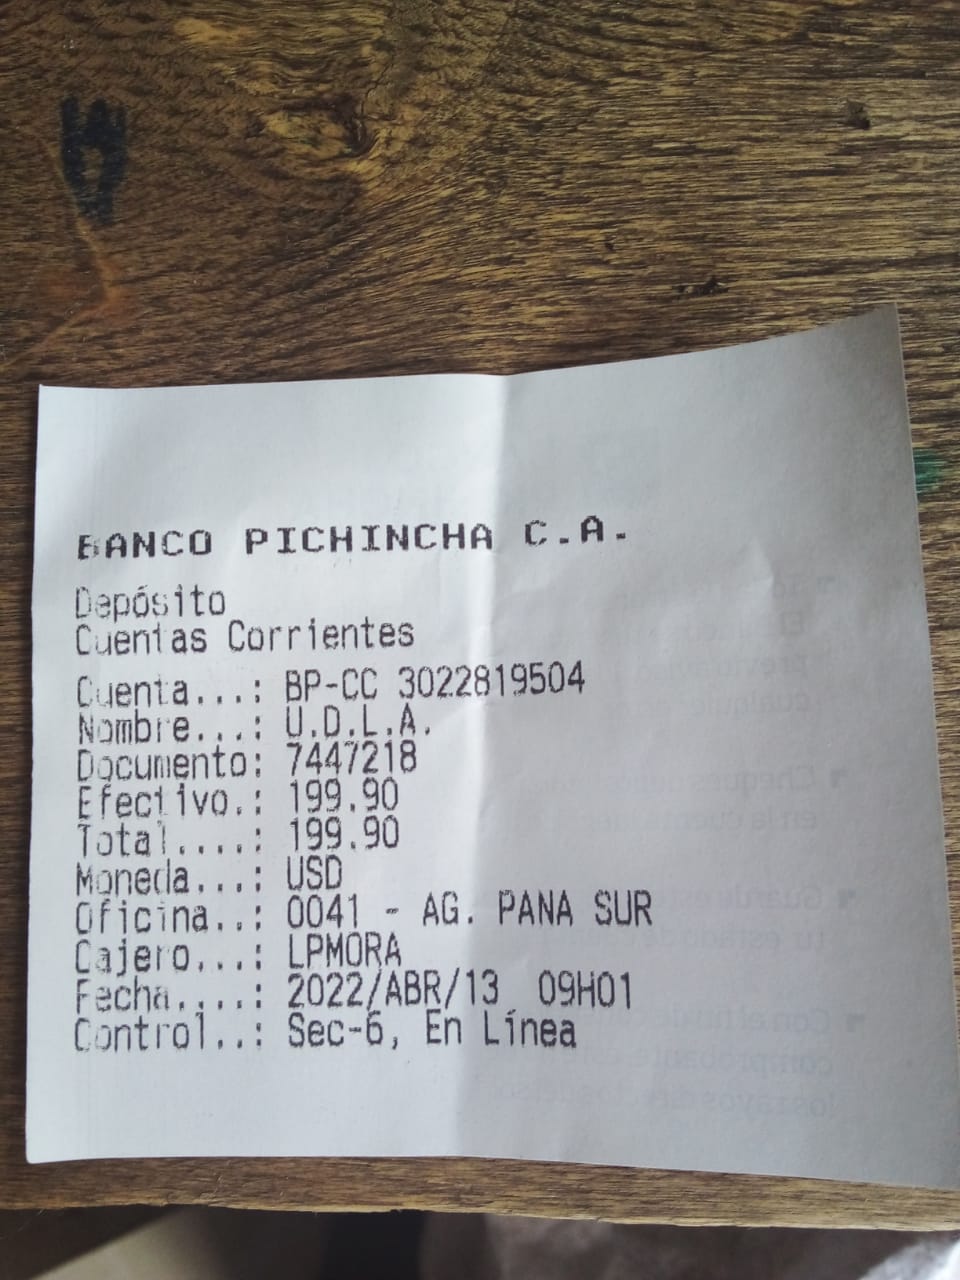 BANCO PICHINCHA C.A.
Depósito
Cuentas Corrientes
Cuenta...: BP-CC 3022819504
Nombre...: U.D.L.A.
Documento: 7447218
Efectivo.: 199.90
Total....: 199.90
Moneda...: USD
Oficina..: 0041 - AG. PANA SUR
Cajero...: LPMORA
Fecha....: 2022/ABR/13 09H01
Control..: Sec-6, En Línea